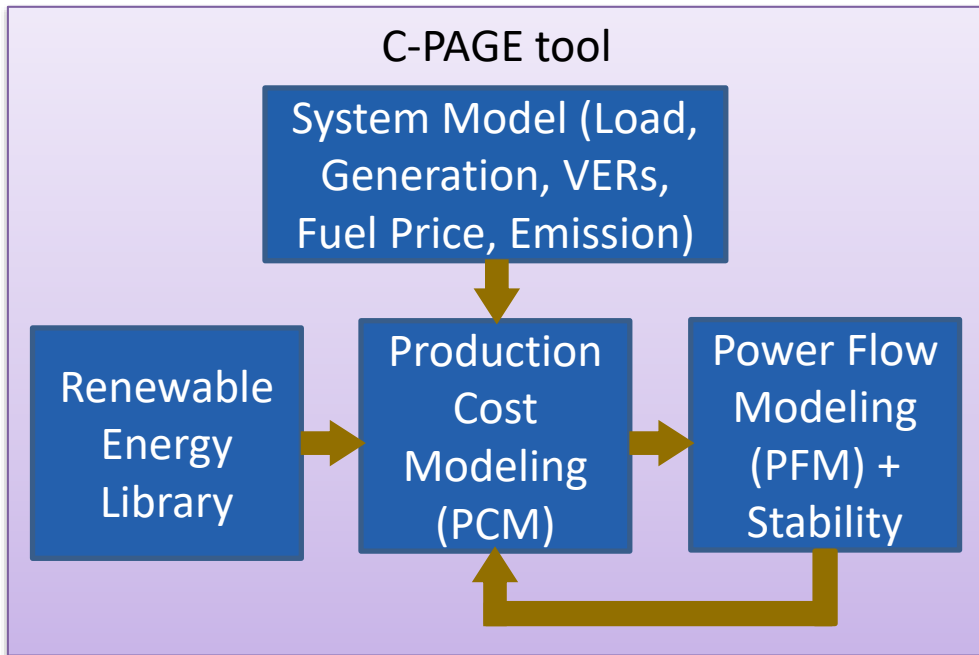 C-PAGE tool
System Model (Load,
Generation, VERs,
Fuel Price, Emission)
Renewable
Energy
Library
Production
Cost
Modeling
(PCM)
Power Flow
Modeling
(PFM) +
Stability